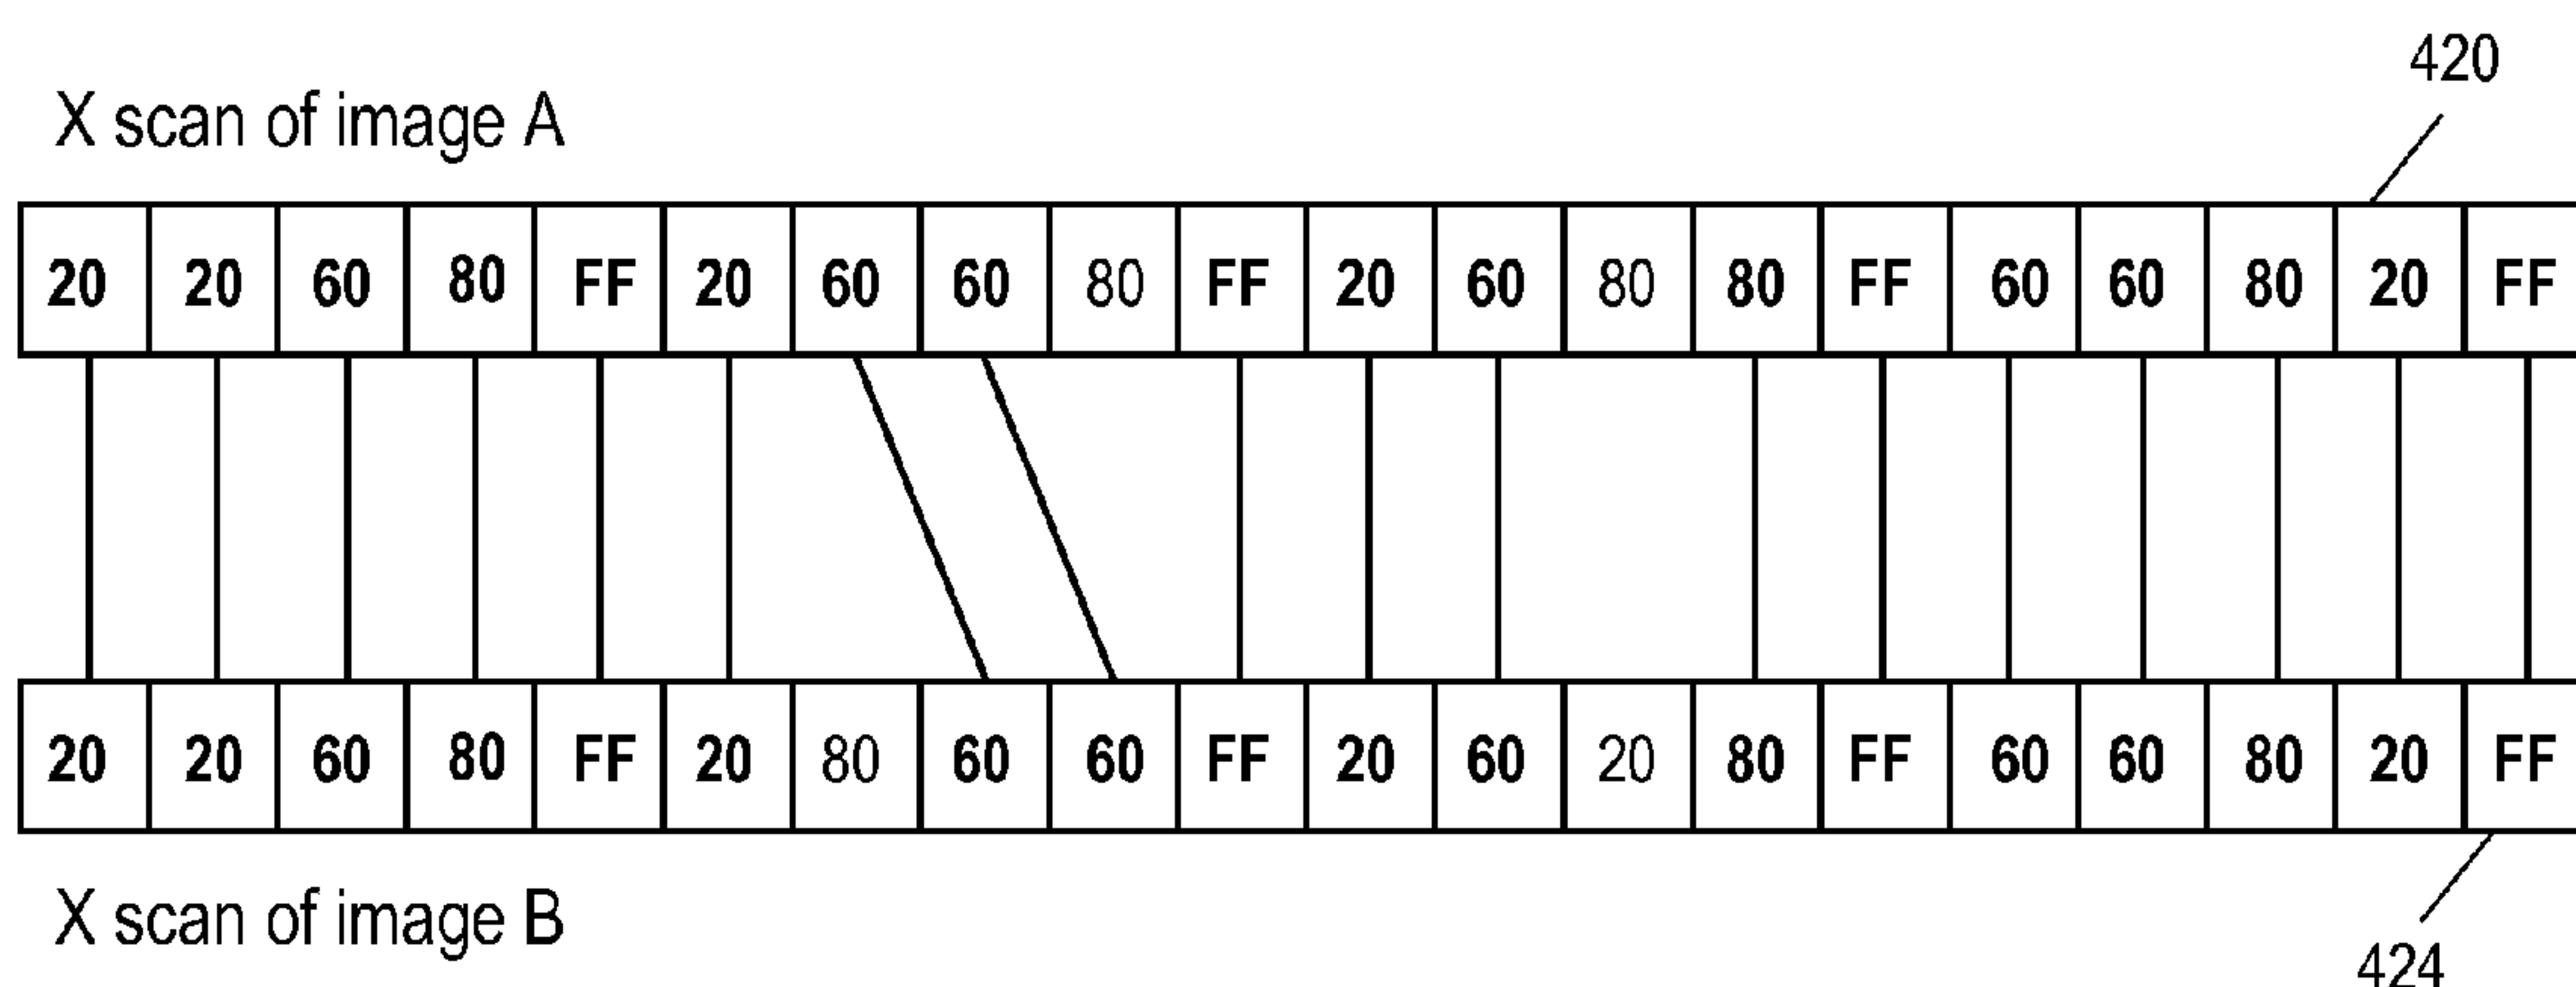 420
X scan of image A
20 20 60 80 FF 20 60 60 80 FF 20 60 80 80 FF 60 60 80 20 FF
20 20 60 80 FF 20 80 60 60 FF 20 60 20 80 FF 60 60 80 20 FF
X scan of image B
424